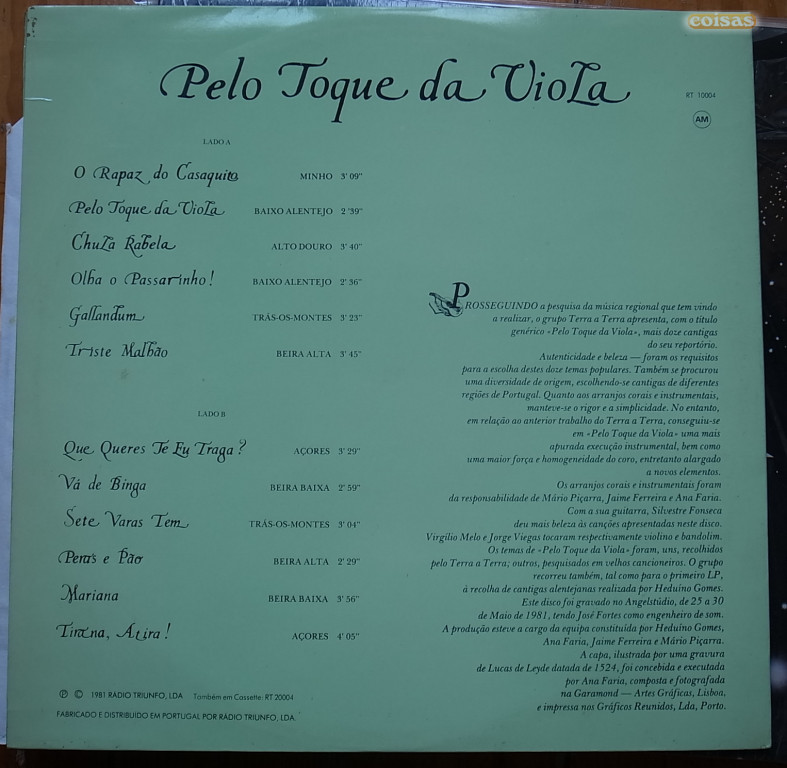 coisas
Pelo Toque da Viola
RT 10004
AM
LADO A
O Rapaz do Casaquito MINHO 3' 09"
Pelo Toque da Viola BAIXO ALENTEJO 2 '39"
Chula Rabela ALTO DOURO 3' 40"
Olha o Passarinho! BAIXO ALENTEJO 2' 36"
Gallandum TRÁS-OS-MONTES 3' 23"
Triste Malhão BEIRA ALTA 3' 45"
LADO B
Que Queres Té Eu Traga? AÇORES 3' 29"
Vá de Binga BEIRA BAIXA 2' 59"
Sete Varas Tem TRÁS-OS-MONTES 3' 04"
Peras e Pão BEIRA ALTA 2' 29"
Mariana BEIRA BAIXA 3' 56"
Tirana, Atira! AÇORES 4' 05"
PROSSEGUINDO a pesquisa da música regional que tem vindo
a realizar, o grupo Terra a Terra apresenta, com o título
genérico «Pelo Toque da Viola», mais doze cantigas
do seu reportório.
Autenticidade e beleza — foram os requisitos
para a escolha destes doze temas populares. Também se procurou
uma diversidade de origem, escolhendo-se cantigas de diferentes
regiões de Portugal. Quanto aos arranjos corais e instrumentais,
manteve-se o rigor e a simplicidade. No entanto,
em relação ao anterior trabalho do Terra a Terra, conseguiu-se
em «Pelo Toque da Viola» uma mais
apurada execução instrumental, bem como
uma maior força e homogeneidade do coro, entretanto alargado
a novos elementos.
Os arranjos corais e instrumentais foram
da responsabilidade de Mário Piçarra, Jaime Ferreira e Ana Faria.
Com a sua guitarra, Silvestre Fonseca
deu mais beleza às canções apresentadas neste disco.
Virgílio Melo e Jorge Viegas tocaram respectivamente violino e bandolim.
Os temas de «Pelo Toque da Viola» foram, uns, recolhidos
pelo Terra a Terra; outros, pesquisados em velhos cancioneiros. O grupo
recorreu também, tal como para o primeiro LP,
à recolha de cantigas alentejanas realizada por Heduíno Gomes.
Este disco foi gravado no Angelstúdio, de 25 a 30
de Maio de 1981, tendo José Fortes como engenheiro de som.
A produção esteve a cargo da equipa constituída por Heduíno Gomes,
Ana Faria, Jaime Ferreira e Mário Piçarra.
A capa, ilustrada por uma gravura
de Lucas de Leyde datada de 1524, foi concebida e executada
por Ana Faria, composta e fotografada
na Garamond — Artes Gráficas, Lisboa.
e impressa nos Gráficos Reunidos, Lda, Porto.
Ⓟ © 1981 RÁDIO TRIUNFO, LDA Também em Cassette: RT 20004
FABRICADO E DISTRIBUIDO EM PORTUGAL POR RÁDIO TRIUNFO, LDA.